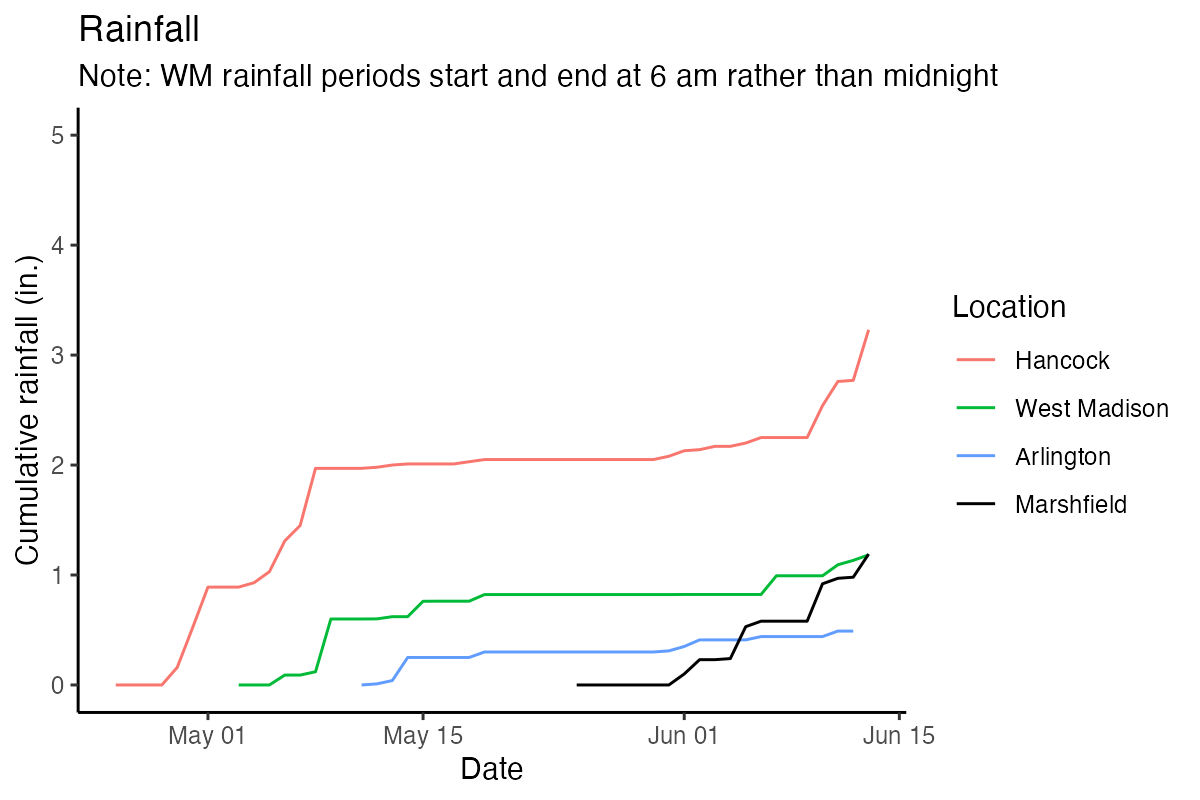 Rainfall
Note: WM rainfall periods start and end at 6 am rather than midnight
5
4
3
2
1
0
Cumulative rainfall (in.)
May 01
May 15
Jun 01
Jun 15
Date
Location
Hancock
West Madison
Arlington
Marshfield